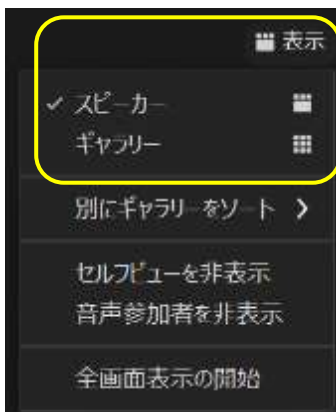 表示
スピーカー
ギャラリー
別にギャラリーをソート
セルフビューを非表示
音声参加者を非表示
全画面表示の開始